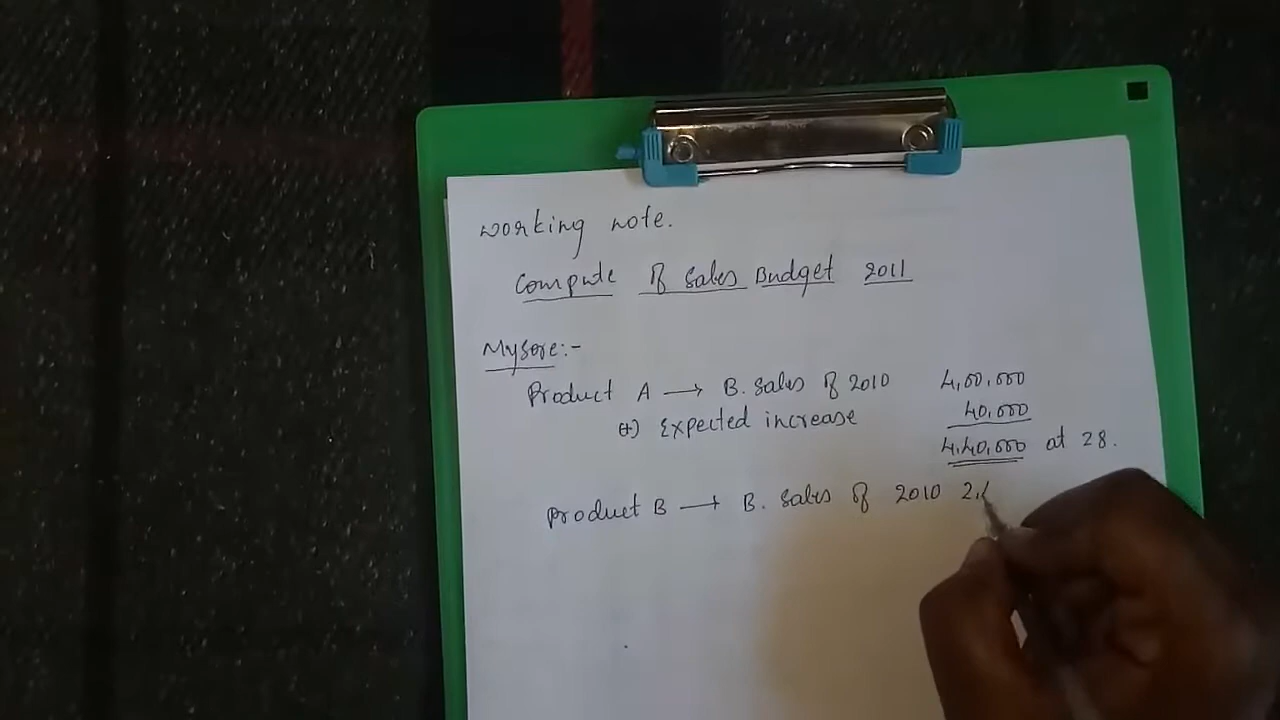 Working note.
Compute of Sales Budget 2011
Mysore:-
Product A → B. Sales of 2010 4,00,000
(+) Expected increase 40,000
4,40,000 at 28.
Product B → B. Sales of 2010 2,